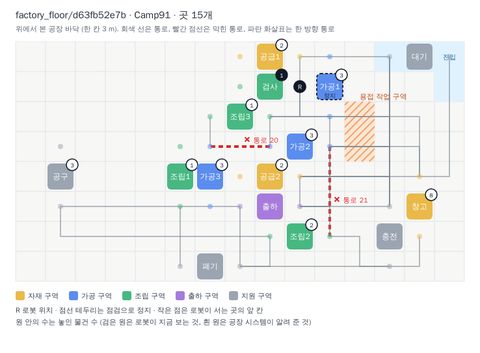 factory_floor/d63fb52e7b · Camp91 · 곳 15개
위에서 본 공장 바닥 (한 칸 3 m). 회색 선은 통로, 빨간 점선은 막힌 통로, 파란 화살표는 한 방향 통로
공급1 2
대기
진입
검사 1
R
가공1 3
정지
용접 작업 구역
조립3 1
✕ 통로 20
가공2 3
공구 3
조립1 1
가공3 3
공급2 2
출하 2
✕ 통로 21
창고 8
조립2 3
충전
폐기
자재 구역
가공 구역
조립 구역
출하 구역
지원 구역
R 로봇 위치 · 점선 테두리는 점검으로 정지 · 작은 점은 로봇이 서는 곳의 앞 칸
원 안의 수는 놓인 물건 수 (검은 원은 로봇이 지금 보는 것, 흰 원은 공장 시스템이 알려 준 것)